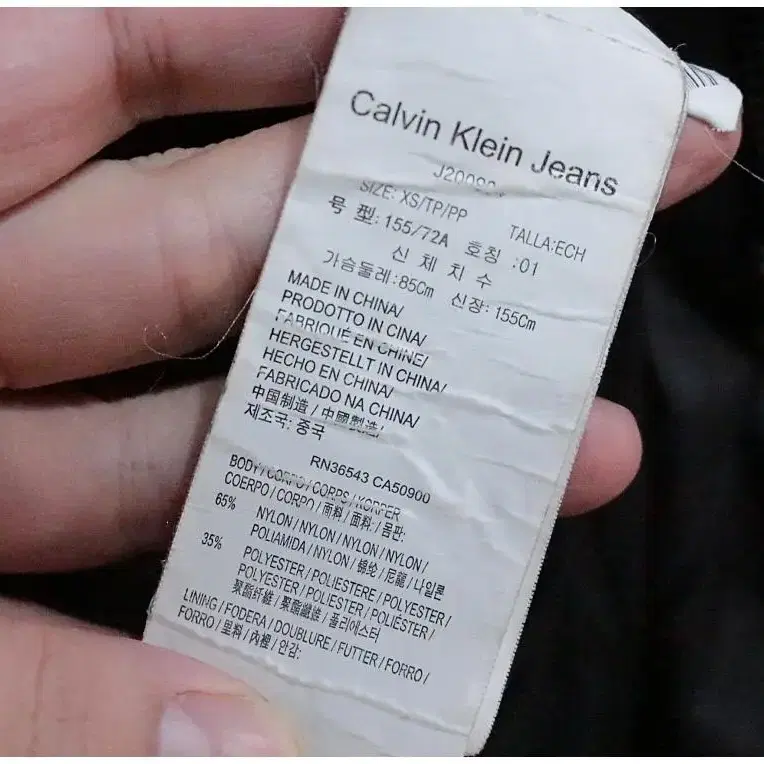 Calvin Klein Jeans
SIZE: XS/TP/PP TALLA:ECH
号型: 155/72A 호칭 :01
신 체 치 수
가슴둘레:85Cm 신장:155Cm
MADE IN CHINA/
PRODOTTO IN CINA/
FABRIQUÉ EN CHINE/
HERGESTELLT IN CHINA/
HECHO EN CHINA/
FABRICADO NA CHINA/
中国制造 / 中國製造/
제조국: 중국
RN36543 CA50900
BODY / CORPO / CORPS / KÖRPER
COERPO / CORPO / 面料 / 面料 / 몸판:
65% NYLON / NYLON / NYLON / NYLON /
POLIAMIDA / NYLON / 锦纶 / 尼龍 / 나일론
35% POLYESTER / POLIESTERE / POLYESTER /
POLYESTER / POLIESTER / POLIÉSTER /
聚酯纤维 / 聚酯纖維 / 폴리에스터
LINING / FODERA / DOUBLURE / FUTTER / FORRO /
FORRO / 里料 / 內裡 / 안감: